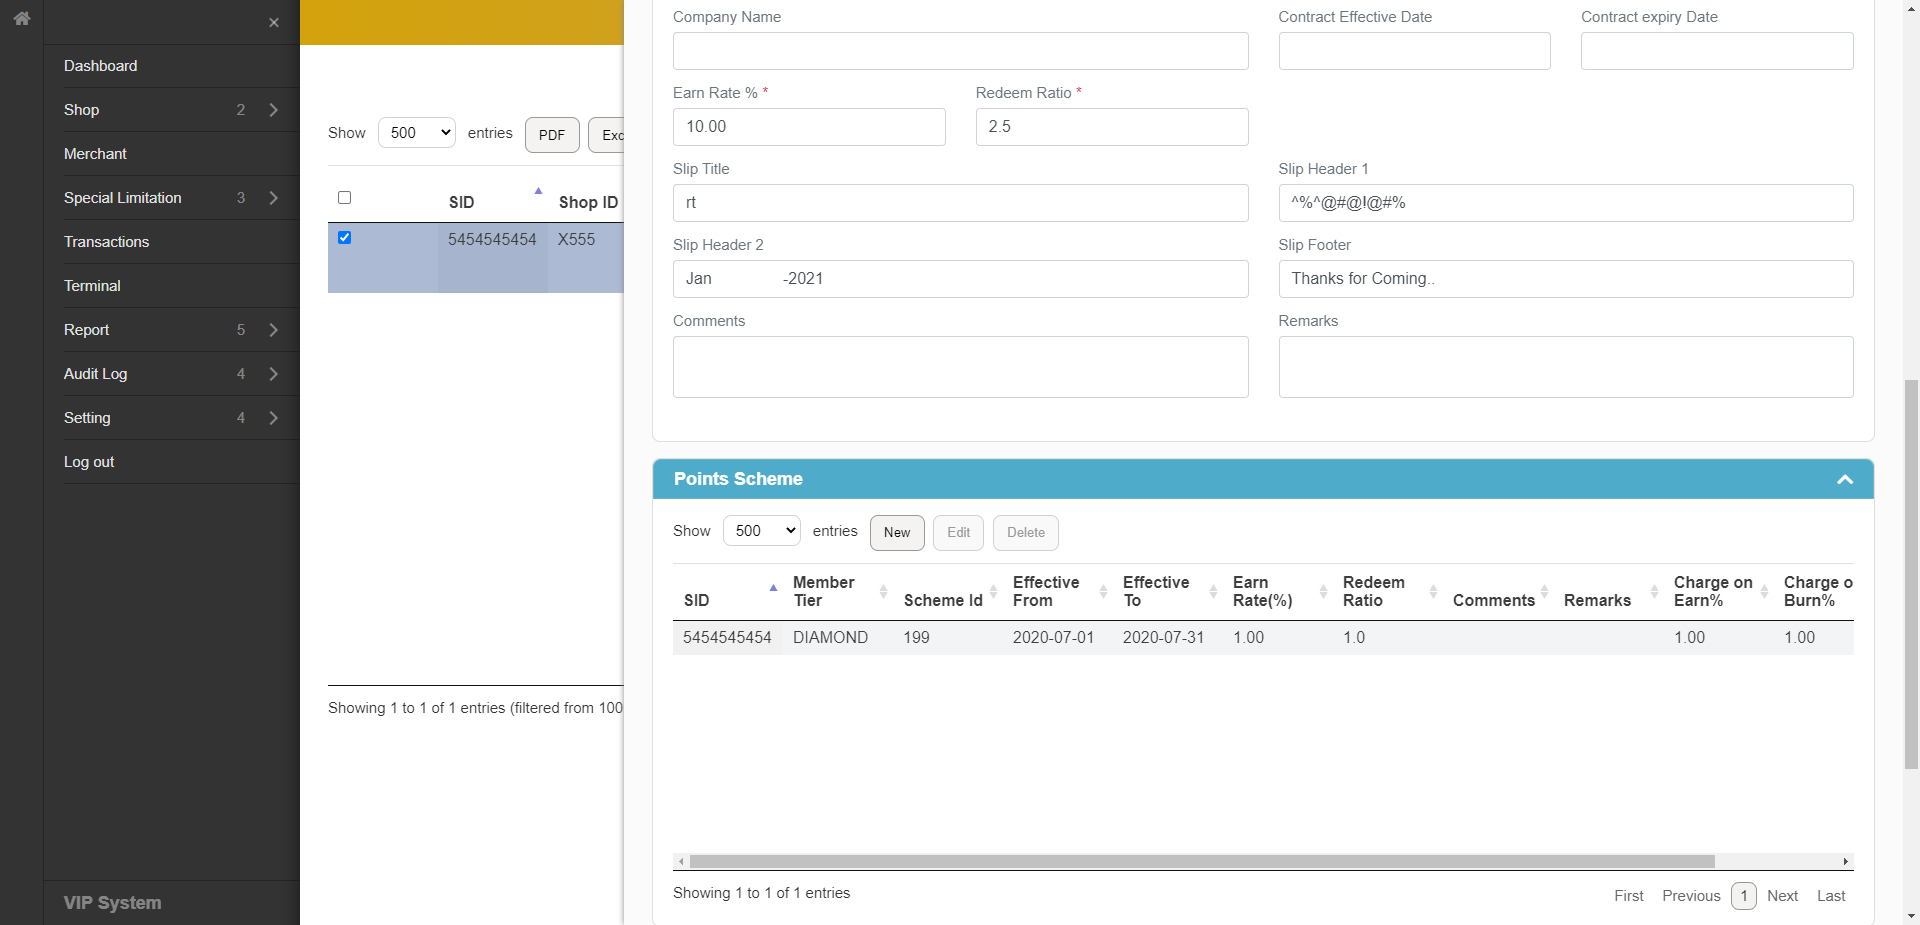 Dashboard
Shop 2
Merchant
Special Limitation 3
Transactions
Terminal
Report 5
Audit Log 4
Setting 4
Log out
VIP System
Show 500 entries PDF
SID Shop ID
5454545454 X555
Showing 1 to 1 of 1 entries (filtered from 100
Company Name Contract Effective Date Contract expiry Date
Earn Rate % * Redeem Ratio *
10.00 2.5
Slip Title Slip Header 1
rt ^%^@#@!@#%
Slip Header 2 Slip Footer
Jan -2021 Thanks for Coming..
Comments Remarks
Points Scheme
Show 500 entries New Edit Delete
SID Member Tier Scheme Id Effective From Effective To Earn Rate(%) Redeem Ratio Comments Remarks Charge on Earn% Charge o Burn%
5454545454 DIAMOND 199 2020-07-01 2020-07-31 1.00 1.0 1.00 1.00
Showing 1 to 1 of 1 entries
First Previous 1 Next Last